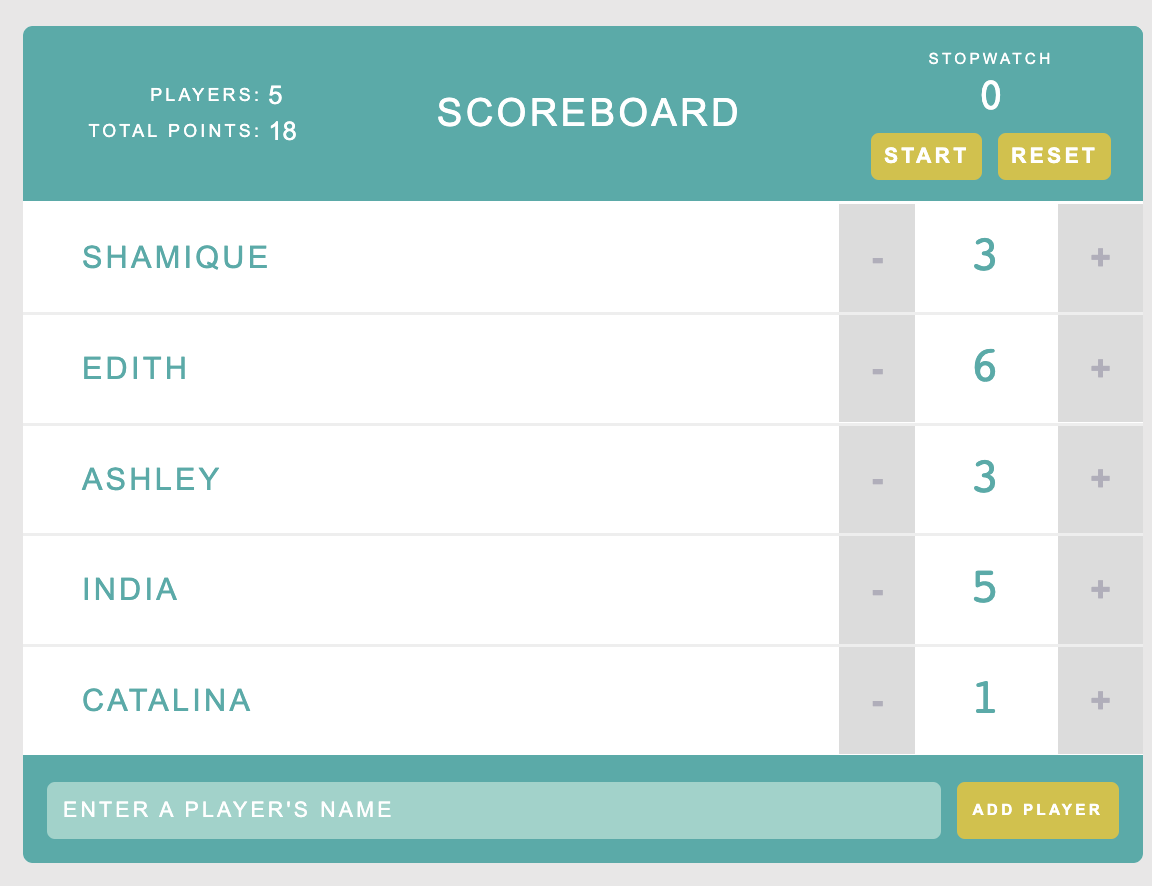 PLAYERS: 5
TOTAL POINTS: 18
SCOREBOARD
STOPWATCH
0
START RESET
SHAMIQUE - 3 +
EDITH - 6 +
ASHLEY - 3 +
INDIA - 5 +
CATALINA - 1 +
ENTER A PLAYER'S NAME ADD PLAYER